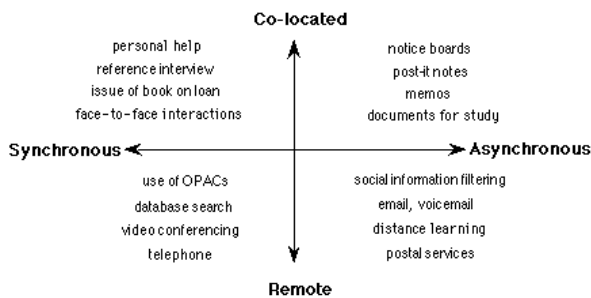 Co-located
personal help
reference interview
issue of book on loan
face-to-face interactions
notice boards
post-it notes
memos
documents for study
Synchronous
Asynchronous
use of OPACs
database search
video conferencing
telephone
social information filtering
email, voicemail
distance learning
postal services
Remote